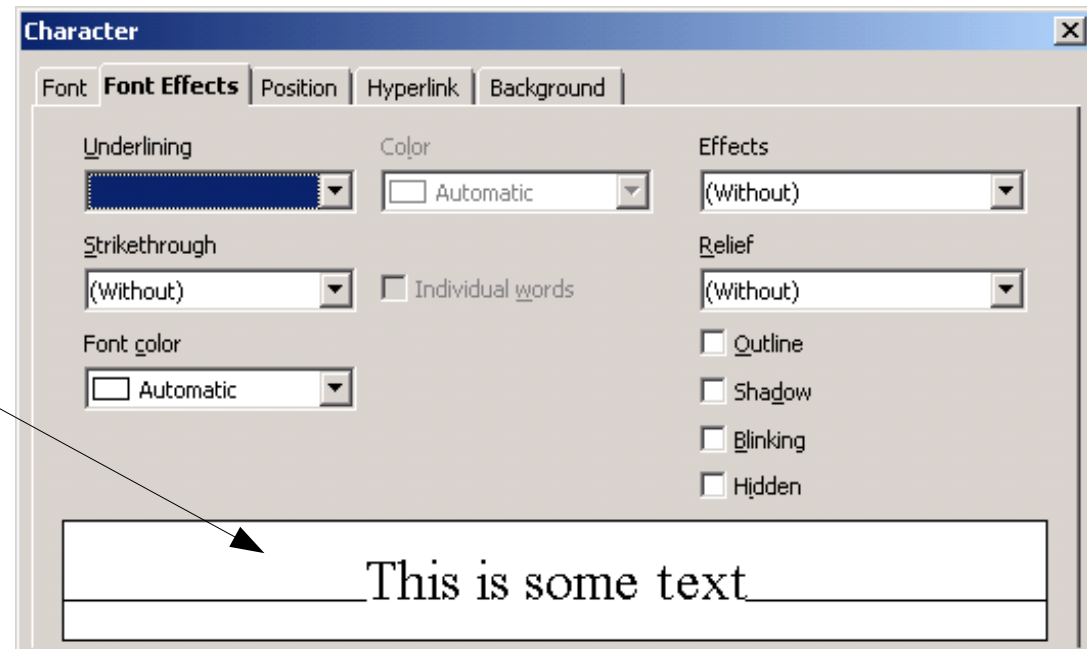 Character
Font Font Effects Position Hyperlink Background
Underlining Color Effects
Automatic (Without)
Strikethrough Relief
(Without) Individual words (Without)
Font color Outline
Automatic Shadow
Blinking
Hidden
This is some text